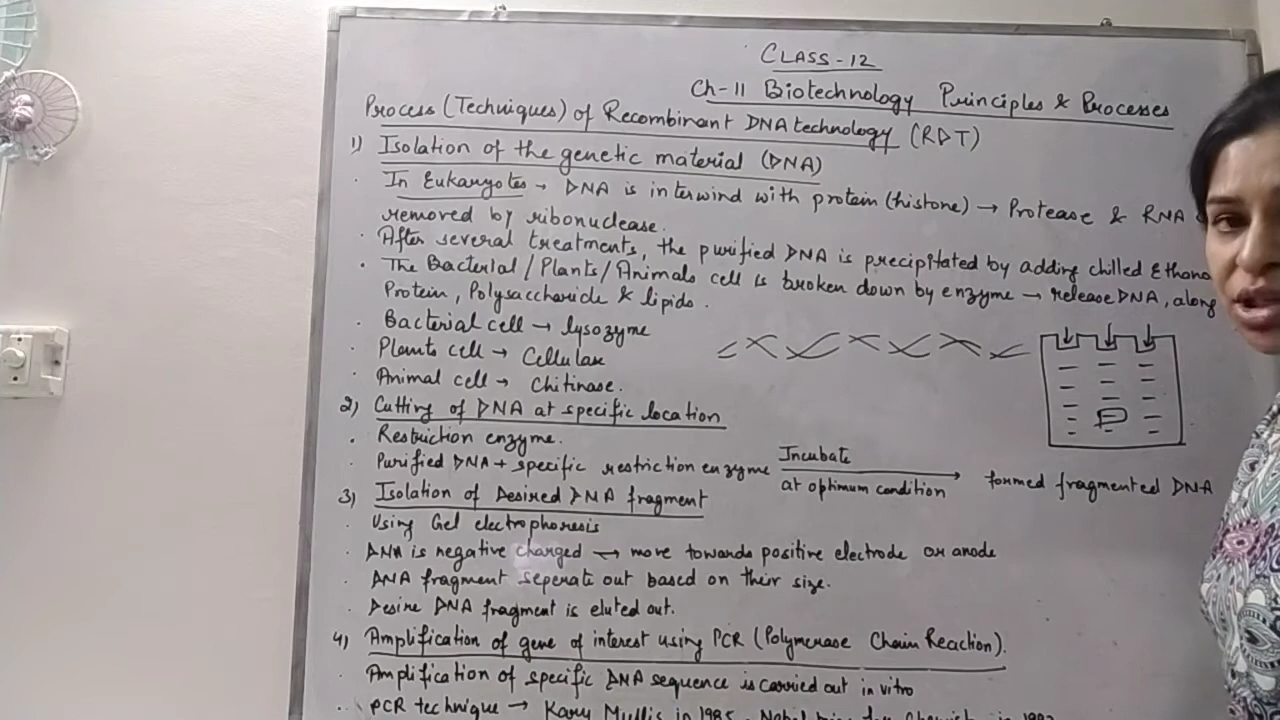 CLASS-12
Ch-11 Biotechnology Principles & Processes
Process (Techniques) of Recombinant DNA technology (RDT)
1) Isolation of the genetic material (DNA)
· In Eukaryotes → DNA is interwind with protein (histone) → Protease & RNA
removed by ribonuclease.
· After several treatments, the purified DNA is precipitated by adding chilled Ethano
· The Bacterial / Plants / Animals cell is broken down by enzyme → release DNA, along
Protein, Polysaccharide & lipids.
· Bacterial cell → lysozyme
· Plants cell → Cellulase
· Animal cell → Chitinase.
2) Cutting of DNA at specific location
· Restriction enzyme.
· Purified DNA + specific restriction enzyme Incubate at optimum condition → formed fragmented DNA
3) Isolation of Desired DNA fragment
· Using Gel electrophoresis
· DNA is negative charged → move towards positive electrode or anode
· DNA fragment seperate out based on their size.
· Desire DNA fragment is eluted out.
4) Amplification of gene of interest using PCR (Polymerase Chain Reaction).
· Amplification of specific DNA sequence is carried out in vitro
· PCR technique → Kary Mullis in 1985,